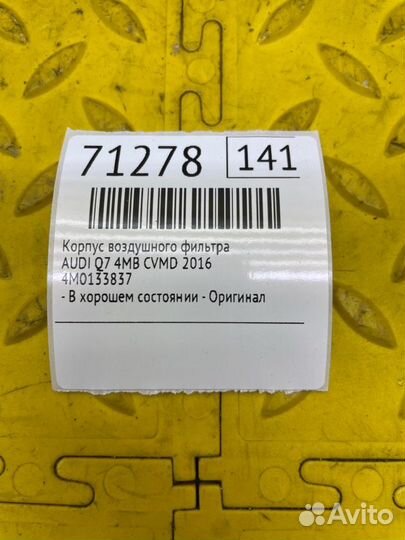 71278 141
Корпус воздушного фильтра
AUDI Q7 4MB CVMD 2016
4M0133837
- В хорошем состоянии - Оригинал
Avito